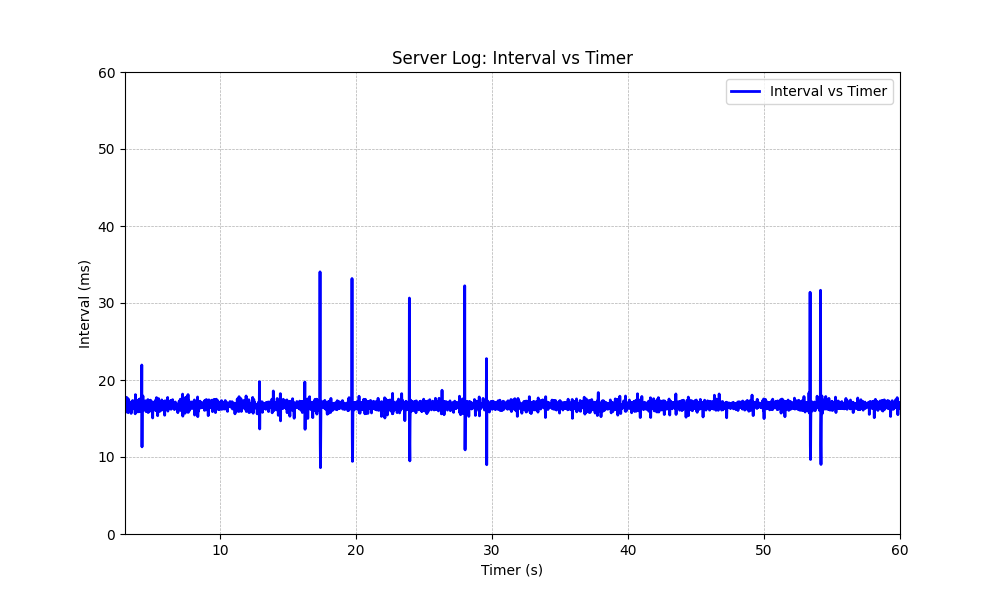 Server Log: Interval vs Timer
Interval vs Timer
60
50
40
30
20
10
0
Interval (ms)
10 20 30 40 50 60
Timer (s)